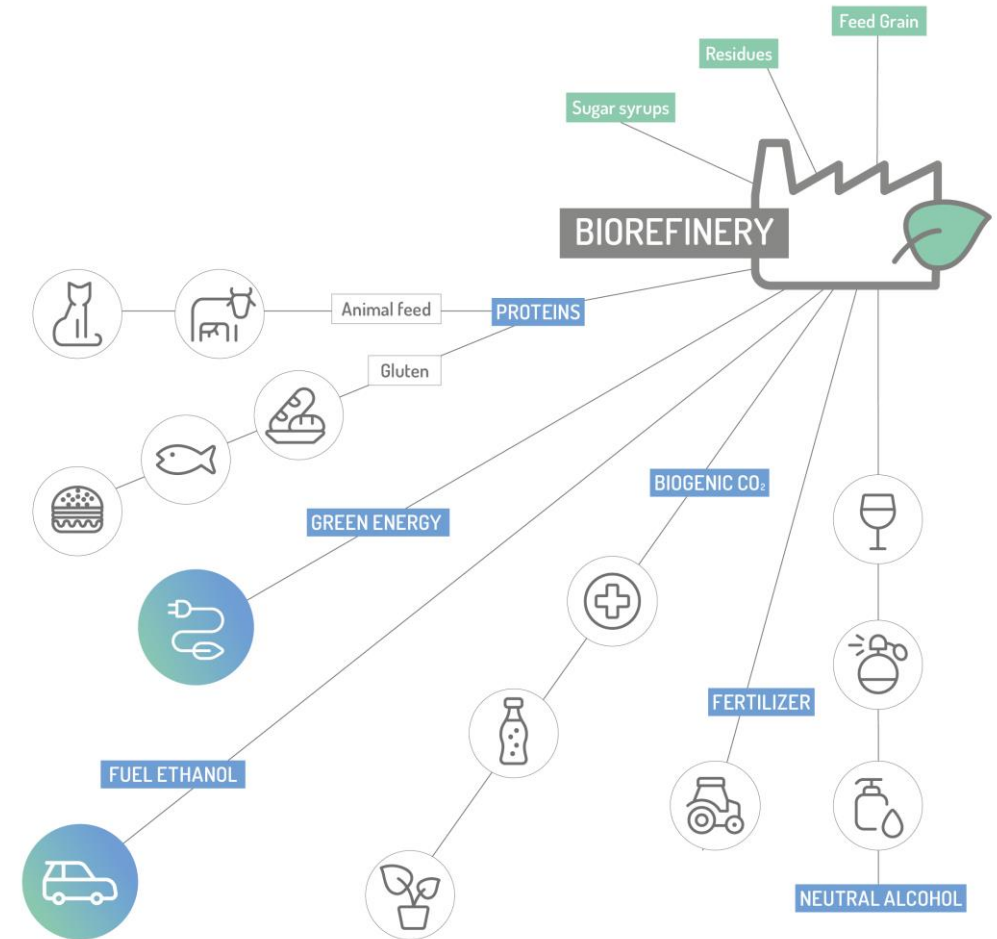 Feed Grain
Residues
Sugar syrups
BIOREFINERY
Animal feed
PROTEINS
Gluten
BIOGENIC CO₂
GREEN ENERGY
FERTILIZER
FUEL ETHANOL
NEUTRAL ALCOHOL